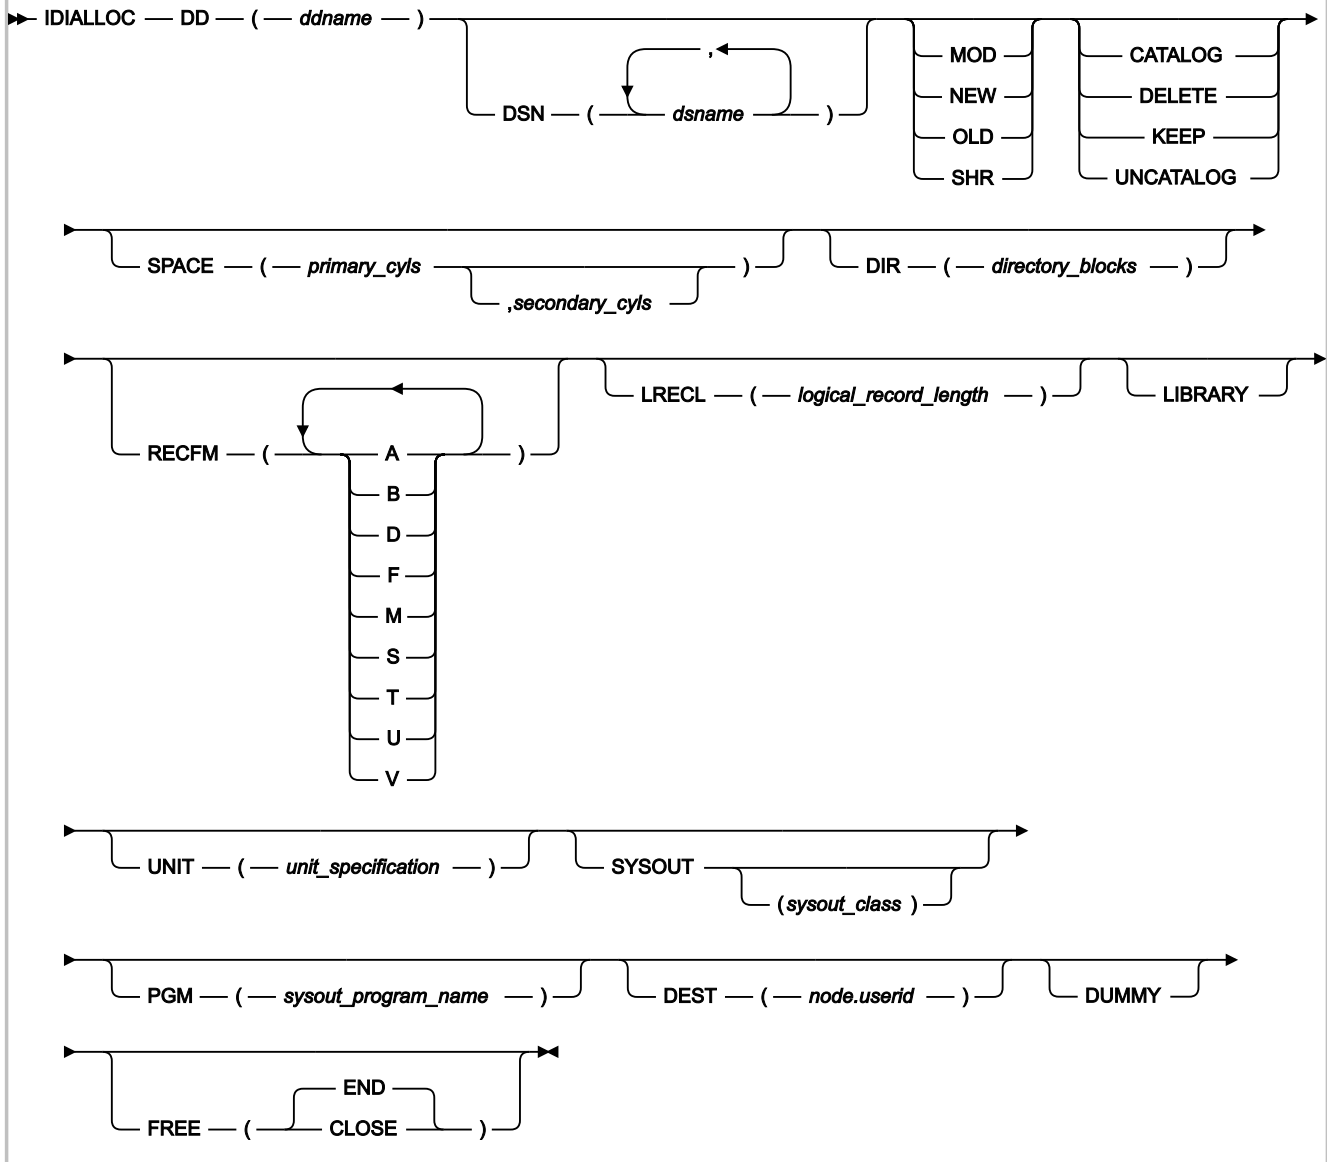 IDIALLOC DD ( ddname )
,
DSN ( dsname )
MOD
NEW
OLD
SHR
CATALOG
DELETE
KEEP
UNCATALOG
SPACE ( primary_cyls )
,secondary_cyls
DIR ( directory_blocks )
RECFM ( A )
B
D
F
M
S
T
U
V
LRECL ( logical_record_length )
LIBRARY
UNIT ( unit_specification )
SYSOUT
(sysout_class )
PGM ( sysout_program_name )
DEST ( node.userid )
DUMMY
END
FREE ( CLOSE )